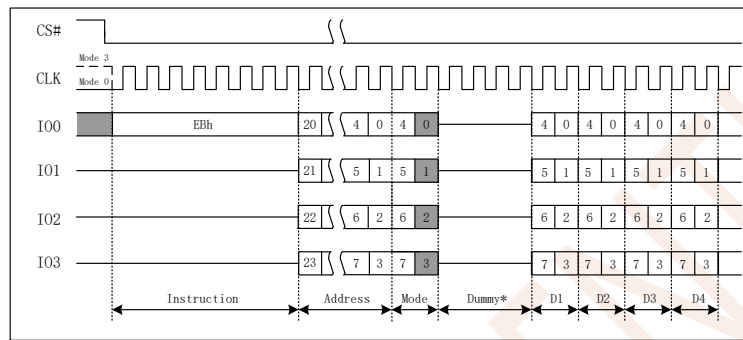 CS#
Mode 3
CLK Mode 0
IO0 EBh 20 4 0 4 0 4 0 4 0 4 0 4 0
IO1 21 5 1 5 1 5 1 5 1 5 1 5 1
IO2 22 6 2 6 2 6 2 6 2 6 2 6 2
IO3 23 7 3 7 3 7 3 7 3 7 3 7 3
Instruction Address Mode Dummy* D1 D2 D3 D4